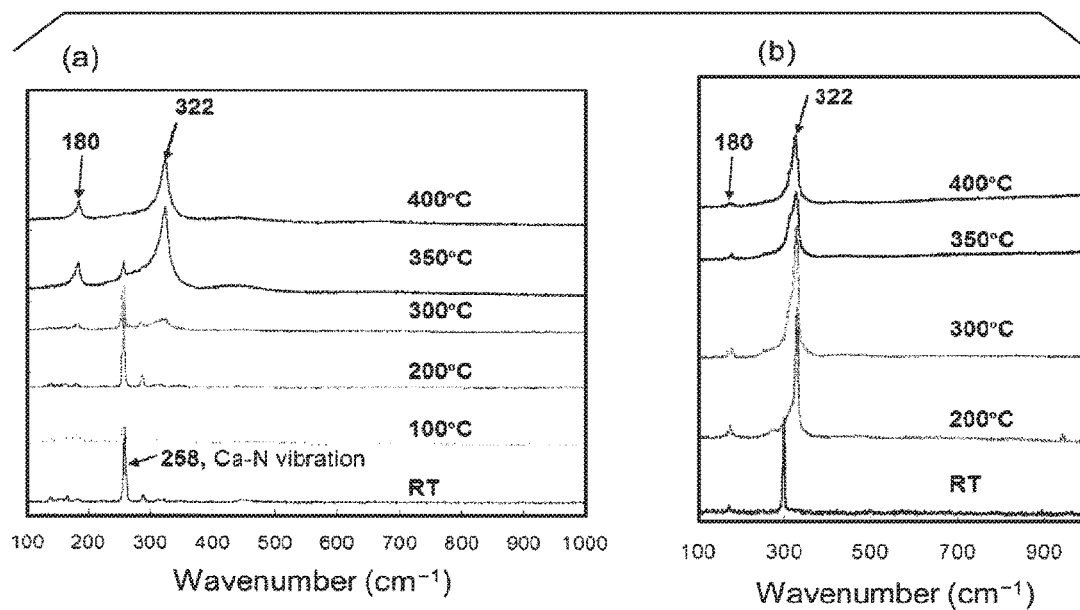 (a)
322
180
400°C
350°C
300°C
200°C
100°C
258, Ca-N vibration
RT
100 200 300 400 500 600 700 800 900 1000
Wavenumber (cm⁻¹)
(b)
322
180
400°C
350°C
300°C
200°C
RT
100 300 500 700 900
Wavenumber (cm⁻¹)